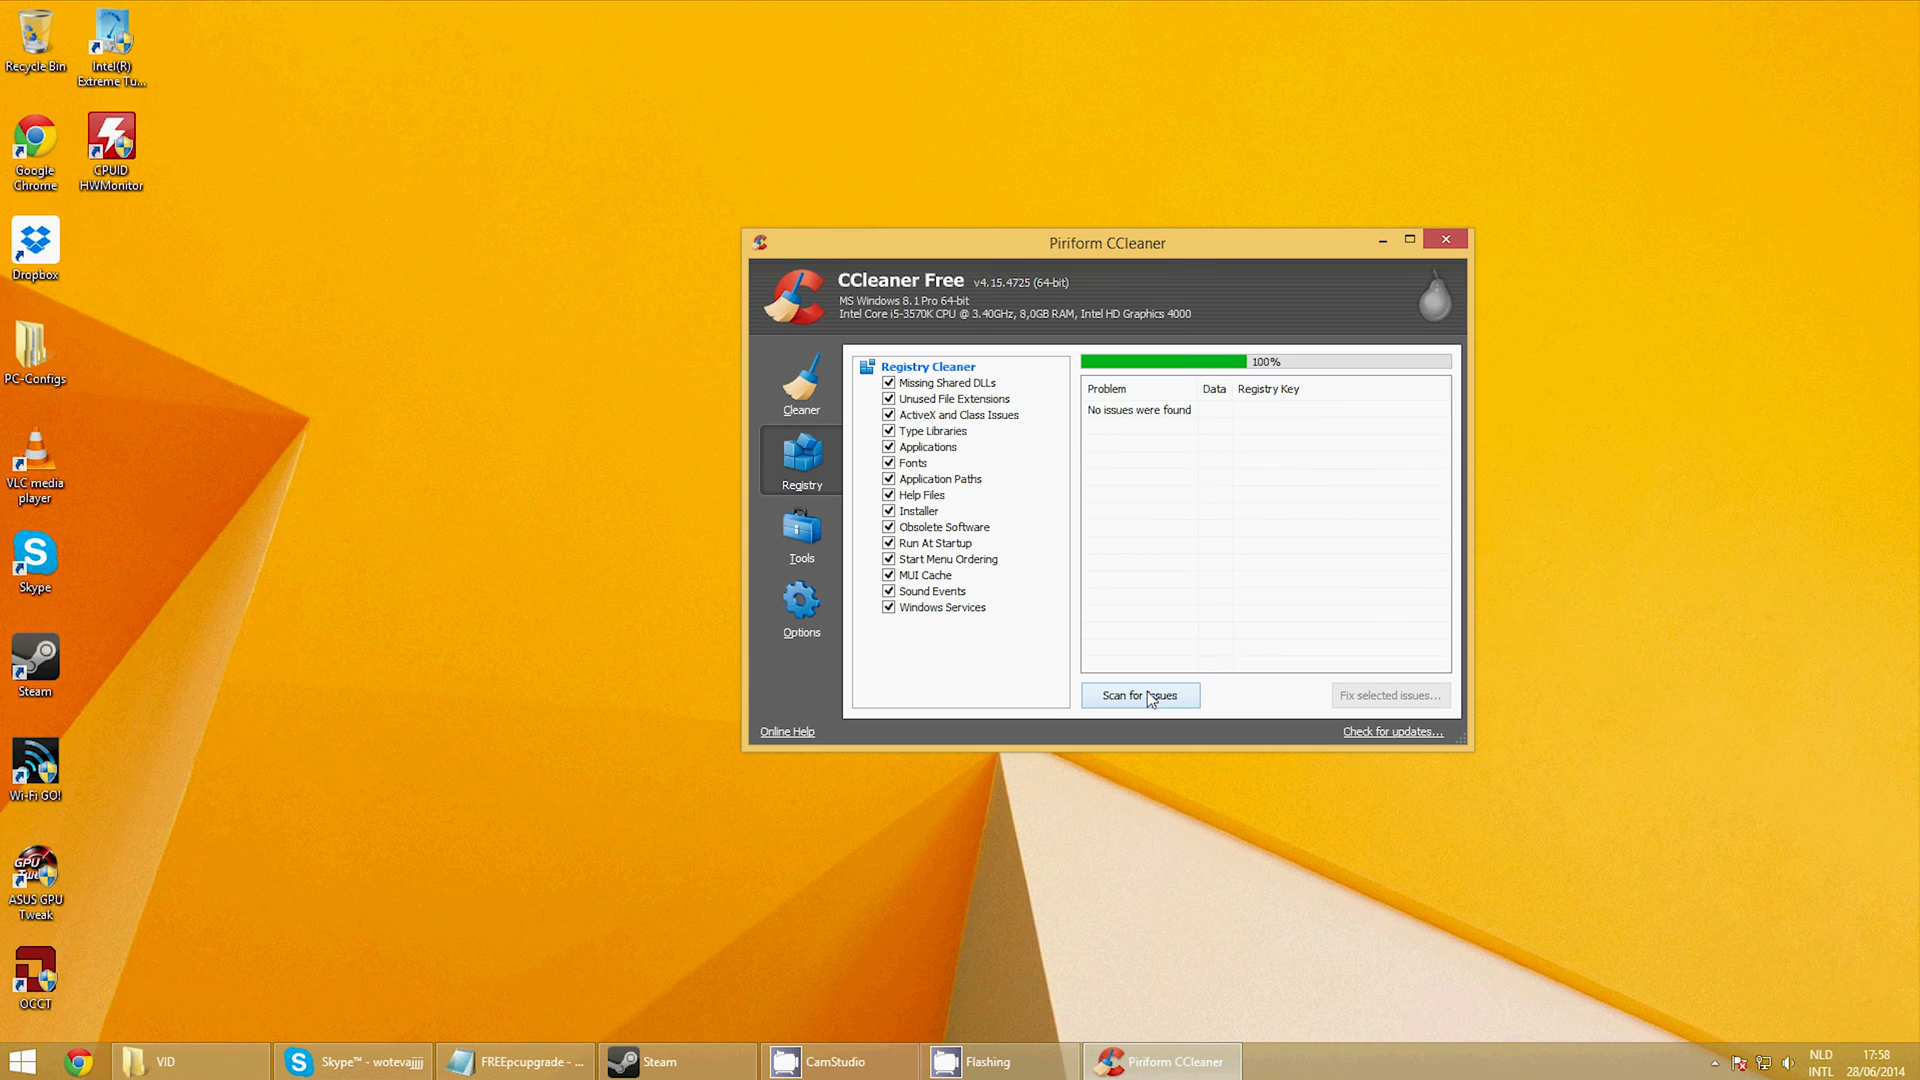 Recycle Bin
Intel(R)
Extreme Tu...
Google
Chrome
CPUID
HWMonitor
Dropbox
PC-Configs
VLC media
player
Skype
Steam
Wi-Fi GO!
GPU
ASUS GPU
Tweak
OCCT
Piriform CCleaner
CCleaner Free v4.15.4725 (64-bit)
MS Windows 8.1 Pro 64-bit
Intel Core i5-3570K CPU @ 3.40GHz, 8,0GB RAM, Intel HD Graphics 4000
Cleaner
Registry
Tools
Options
Registry Cleaner
Missing Shared DLLs
Unused File Extensions
ActiveX and Class Issues
Type Libraries
Applications
Fonts
Application Paths
Help Files
Installer
Obsolete Software
Run At Startup
Start Menu Ordering
MUI Cache
Sound Events
Windows Services
100%
Problem Data Registry Key
No issues were found
Scan for Issues
Fix selected issues...
Online Help
Check for updates...
VID
Skype™ - wotevajjjj
FREEpcupgrade - ...
Steam
CamStudio
Flashing
Piriform CCleaner
NLD
INTL
17:58
28/06/2014